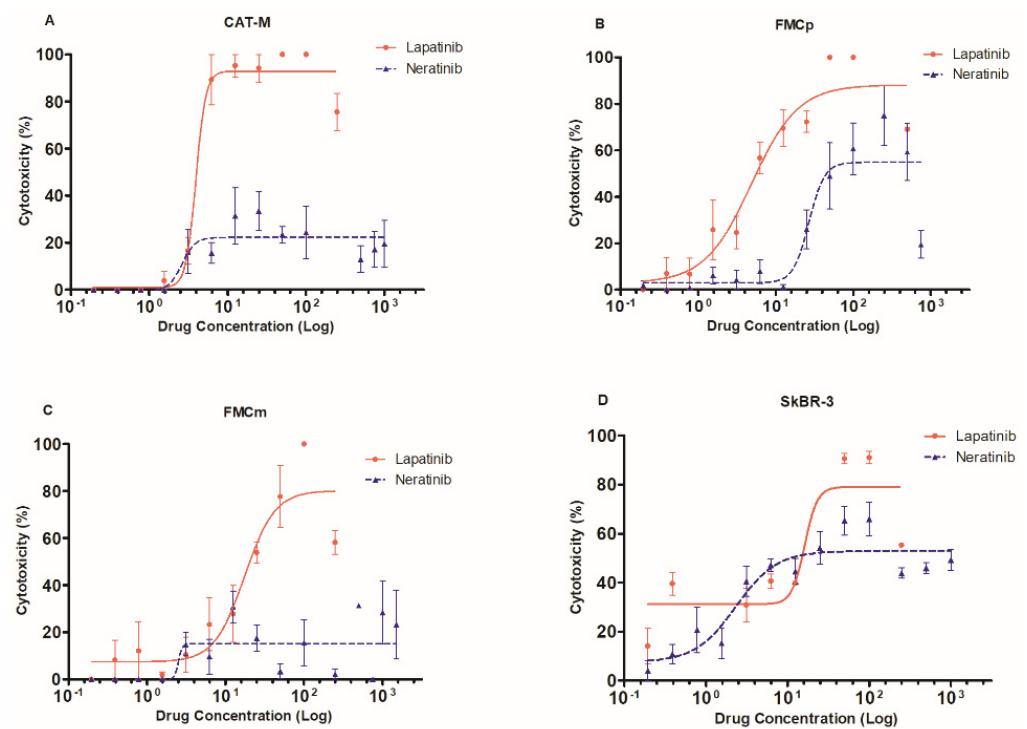 A
CAT-M
Lapatinib
Neratinib
Cytotoxicity (%)
100
80
60
40
20
0
10-1
100
101
102
103
Drug Concentration (Log)
B
FMCp
Lapatinib
Neratinib
Cytotoxicity (%)
100
80
60
40
20
0
10-1
100
101
102
103
Drug Concentration (Log)
C
FMCm
Lapatinib
Neratinib
Cytotoxicity (%)
100
80
60
40
20
0
10-1
100
101
102
103
Drug Concentration (Log)
D
SkBR-3
Lapatinib
Neratinib
Cytotoxicity (%)
100
80
60
40
20
0
10-1
100
101
102
103
Drug Concentration (Log)